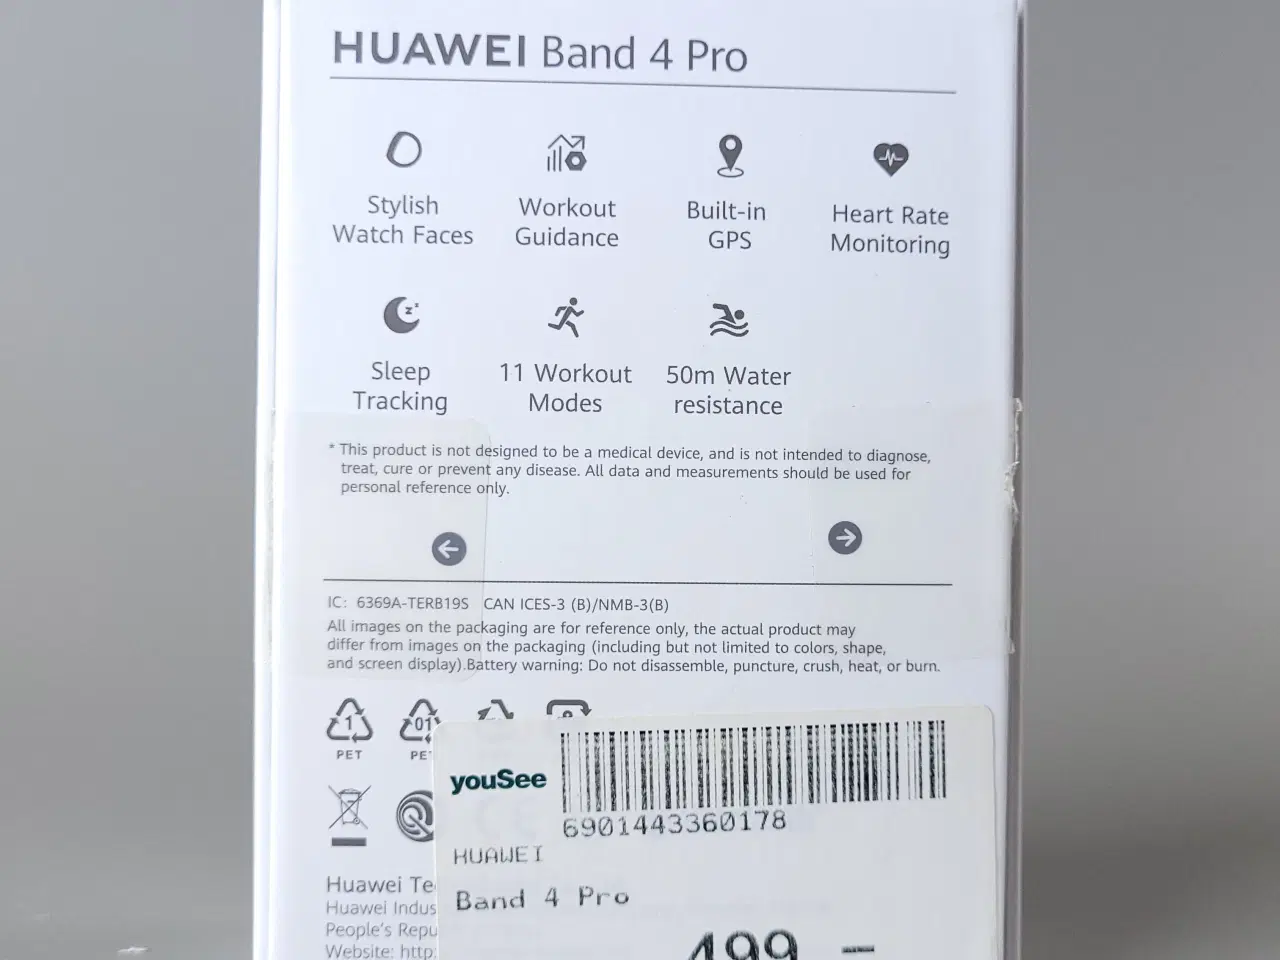 HUAWEI Band 4 Pro
Stylish
Watch Faces
Workout
Guidance
Built-in
GPS
Heart Rate
Monitoring
Sleep
Tracking
11 Workout
Modes
50m Water
resistance
* This product is not designed to be a medical device, and is not intended to diagnose,
treat, cure or prevent any disease. All data and measurements should be used for
personal reference only.
IC: 6369A-TERB19S CAN ICES-3 (B)/NMB-3(B)
All images on the packaging are for reference only, the actual product may
differ from images on the packaging (including but not limited to colors, shape,
and screen display).Battery warning: Do not disassemble, puncture, crush, heat, or burn.
1
PET
01
PE
youSee
6901443360178
HUAWEI
Band 4 Pro
499 –
Huawei Te
Huawei Indus
People's Repu
Website: http: